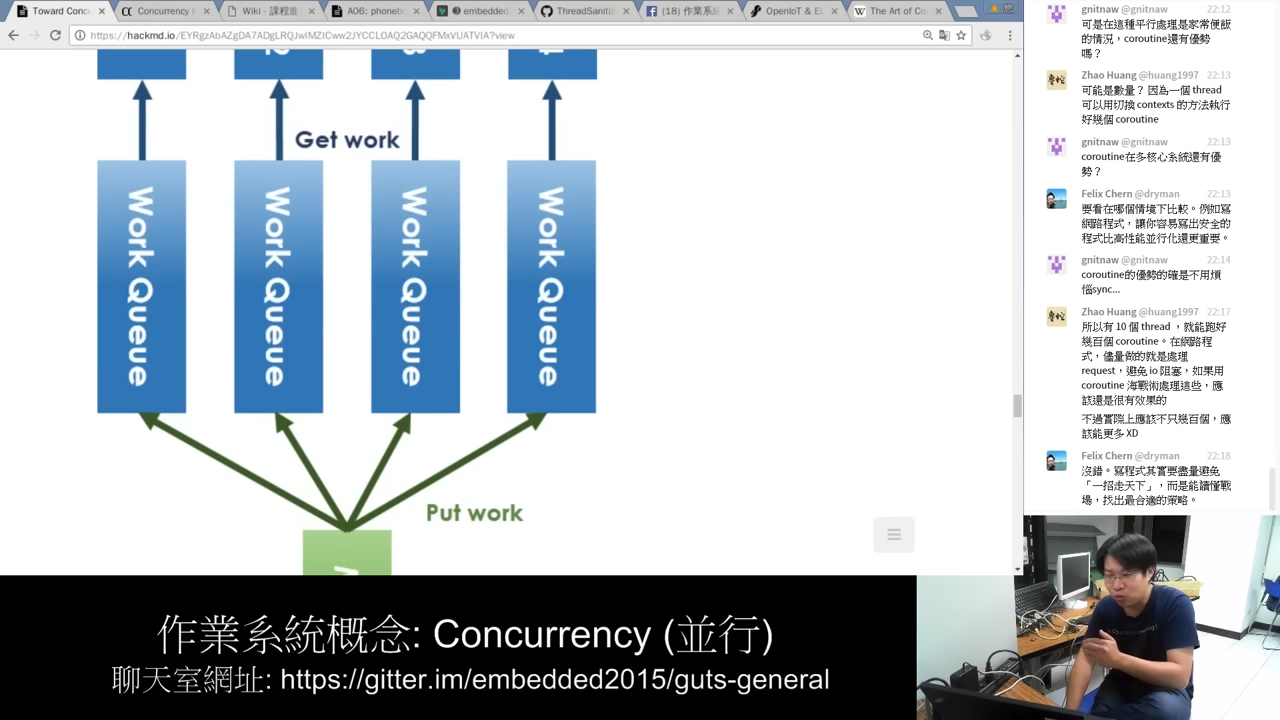 Toward Concu
Concurrency
Wiki - 課程進
A06: phoneb
embedded
ThreadSaniti
(18) 作業系統
OpenIoT & EL
The Art of Co
https://hackmd.io/EYRgzAbAZgDA7ADgLRQJwIMZICww2JYCCLOAQ2GAQQFMxVUATVIA?view
Get work
Work Queue
Work Queue
Work Queue
Work Queue
Put work
作業系統概念: Concurrency (並行)
聊天室網址: https://gitter.im/embedded2015/guts-general
gnitnaw @gnitnaw 22:12
可是在這種平行處理是家常便飯
的情況，coroutine還有優勢
嗎？
Zhao Huang @huang1997 22:13
可能是數量？ 因為一個 thread
可以用切換 contexts 的方法執行
好幾個 coroutine
gnitnaw @gnitnaw 22:13
coroutine在多核心系統還有優
勢？
Felix Chern @dryman 22:13
要看在哪個情境下比較。例如寫
網路程式，讓你容易寫出安全的
程式比高性能並行化還更重要。
gnitnaw @gnitnaw 22:14
coroutine的優勢的確是不用煩
惱sync...
Zhao Huang @huang1997 22:17
所以有 10 個 thread ，就能跑好
幾百個 coroutine。在網路程
式，儘量做的就是處理
request，避免 io 阻塞，如果用
coroutine 海戰術處理這些，應
該還是很有效果的
不過實際上應該不只幾百個，應
該能更多 XD
Felix Chern @dryman 22:18
沒錯。寫程式其實要盡量避免
「一招走天下」，而是能讀懂戰
場，找出最合適的策略。